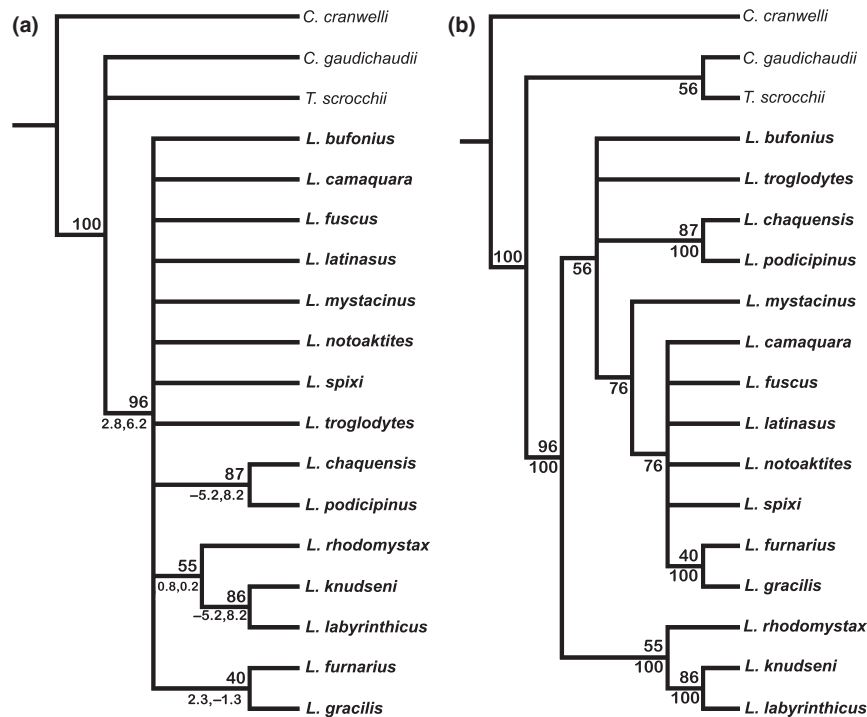 (a)
C. cranwelli
C. gaudichaudii
T. scrocchii
L. bufonius
L. camaquara
100
L. fuscus
L. latinasus
L. mystacinus
L. notoaktites
L. spixi
96
2.8,6.2
L. troglodytes
L. chaquensis
87
–5.2,8.2
L. podicipinus
L. rhodomystax
55
0.8,0.2
L. knudseni
86
–5.2,8.2
L. labyrinthicus
L. furnarius
40
2.3,–1.3
L. gracilis
(b)
C. cranwelli
C. gaudichaudii
56
T. scrocchii
L. bufonius
L. troglodytes
L. chaquensis
87
100
L. podicipinus
100
56
L. mystacinus
L. camaquara
76
L. fuscus
L. latinasus
96
100
76
L. notoaktites
L. spixi
L. furnarius
40
100
L. gracilis
L. rhodomystax
55
100
L. knudseni
86
100
L. labyrinthicus